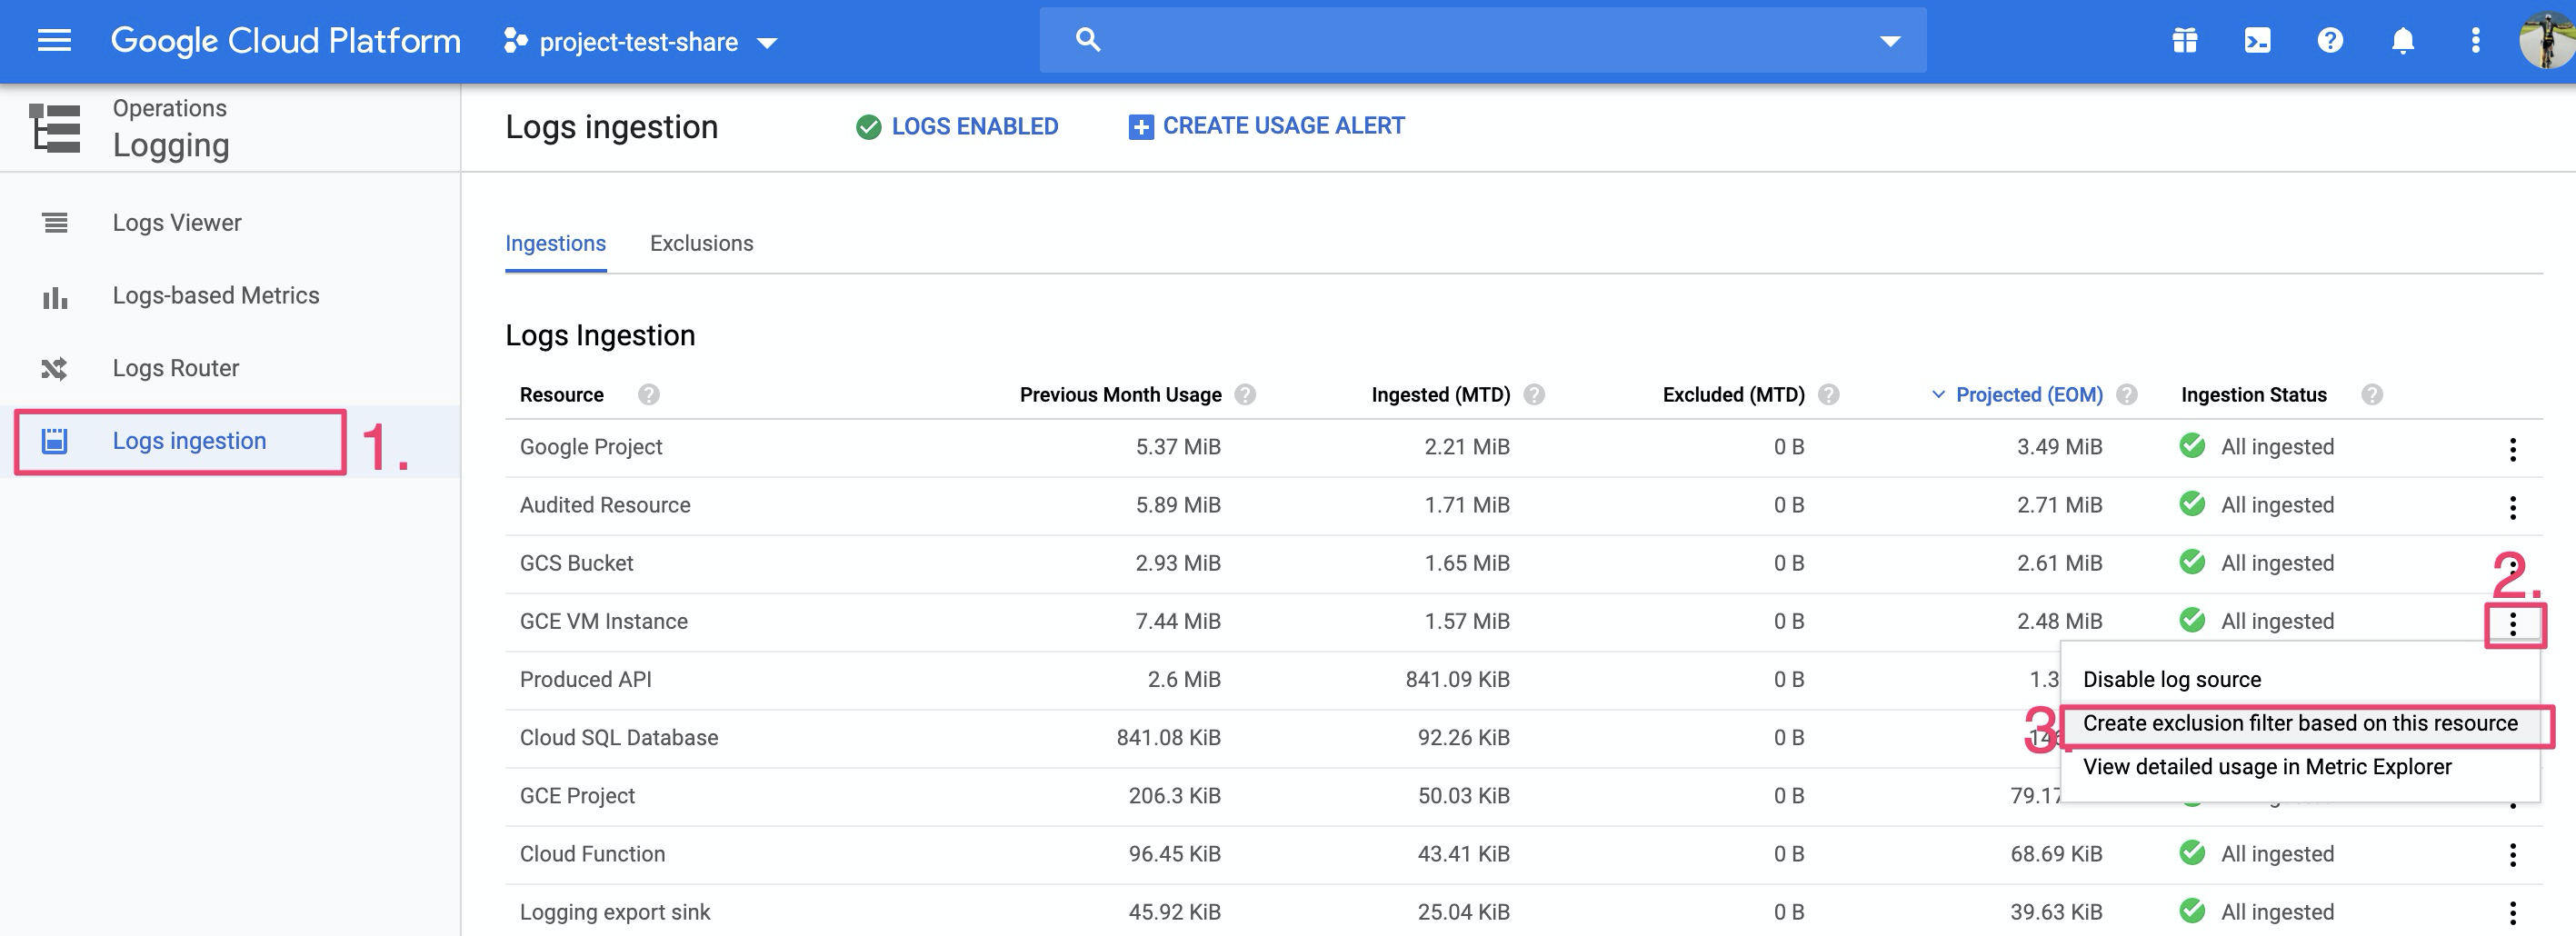 Google Cloud Platform
project-test-share
Operations
Logging
Logs ingestion
LOGS ENABLED
CREATE USAGE ALERT
Logs Viewer
Logs-based Metrics
Logs Router
Logs ingestion
1.
Ingestions
Exclusions
Logs Ingestion
Resource Previous Month Usage Ingested (MTD) Excluded (MTD) Projected (EOM) Ingestion Status
Google Project 5.37 MiB 2.21 MiB 0 B 3.49 MiB All ingested
Audited Resource 5.89 MiB 1.71 MiB 0 B 2.71 MiB All ingested
GCS Bucket 2.93 MiB 1.65 MiB 0 B 2.61 MiB All ingested
2.
GCE VM Instance 7.44 MiB 1.57 MiB 0 B 2.48 MiB All ingested
Produced API 2.6 MiB 841.09 KiB 0 B 1.3
Disable log source
3.
Create exclusion filter based on this resource
View detailed usage in Metric Explorer
Cloud SQL Database 841.08 KiB 92.26 KiB 0 B
GCE Project 206.3 KiB 50.03 KiB 0 B 79.17
Cloud Function 96.45 KiB 43.41 KiB 0 B 68.69 KiB All ingested
Logging export sink 45.92 KiB 25.04 KiB 0 B 39.63 KiB All ingested